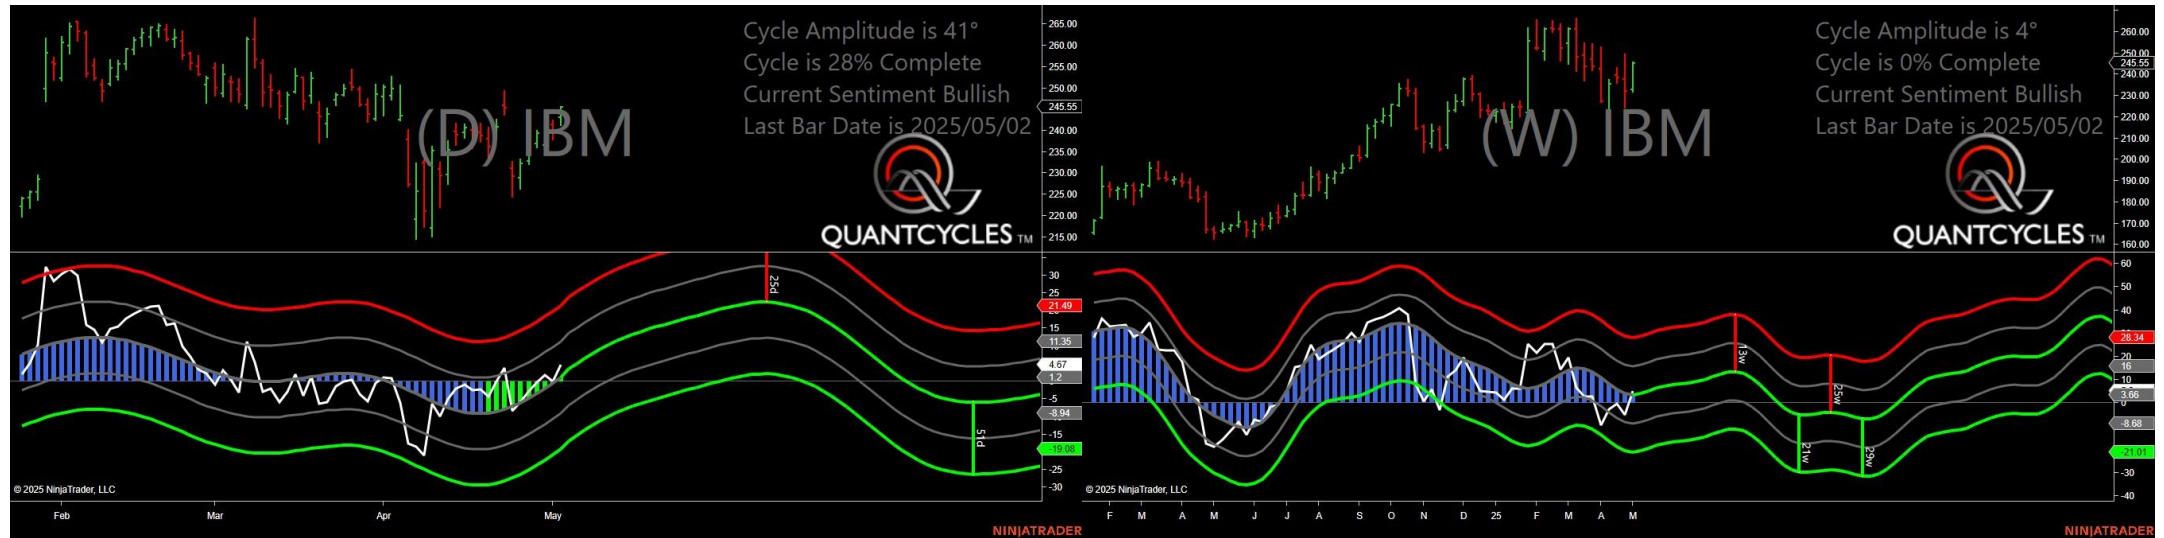 Cycle Amplitude is 41°
Cycle is 28% Complete
Current Sentiment Bullish
Last Bar Date is 2025/05/02
(D) IBM
QUANTCYCLES TM
265.00
260.00
255.00
250.00
245.55
240.00
235.00
230.00
225.00
220.00
215.00
25d
51d
30
21.49
15
11.35
4.67
1.2
-5
-8.94
-15
-19.08
-25
-30
© 2025 NinjaTrader, LLC
Feb
Mar
Apr
May
NINJATRADER
Cycle Amplitude is 4°
Cycle is 0% Complete
Current Sentiment Bullish
Last Bar Date is 2025/05/02
(W) IBM
QUANTCYCLES TM
260.00
250.00
245.55
240.00
230.00
220.00
210.00
200.00
190.00
180.00
170.00
160.00
13w
25w
21w
29w
60
50
40
28.34
20
16
10
3.66
0
-8.68
-21.01
-30
-40
© 2025 NinjaTrader, LLC
F
M
A
M
J
J
A
S
O
N
D
25
F
M
A
M
NINJATRADER